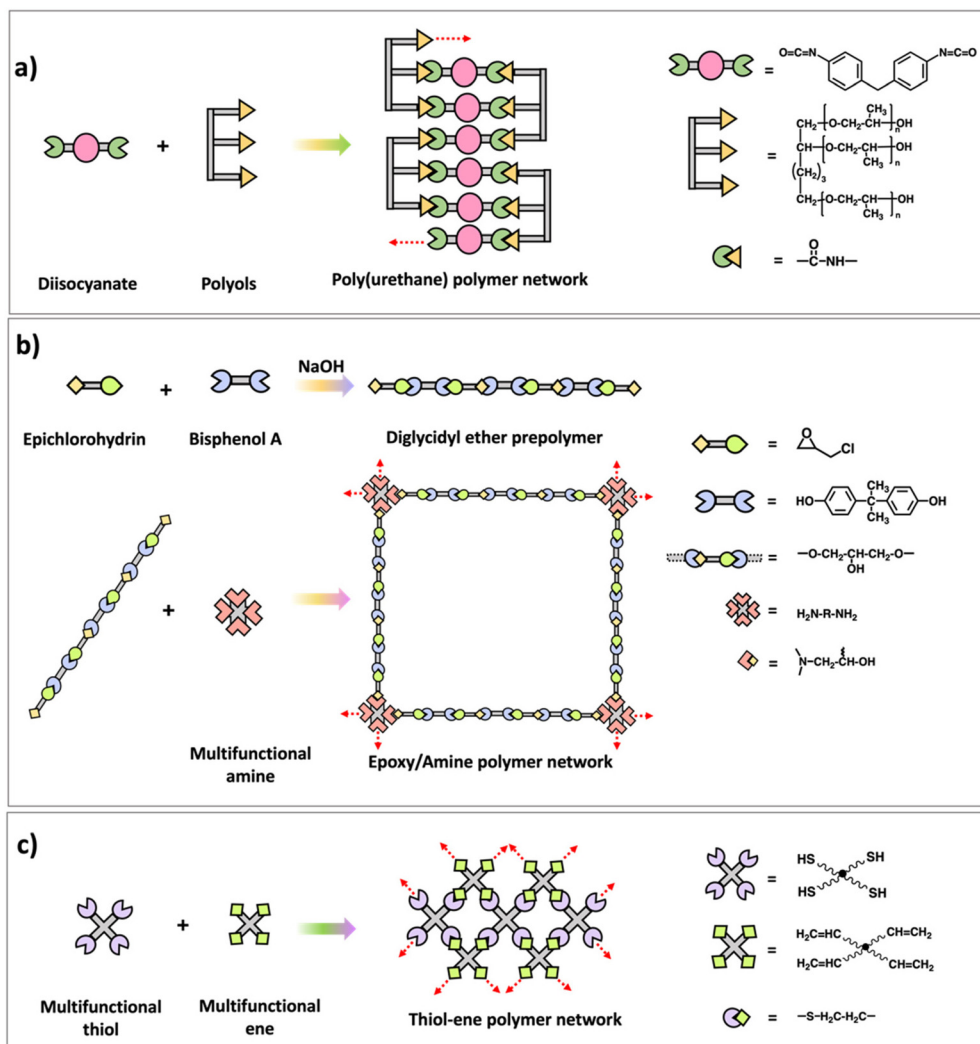 a)
Diisocyanate
+
Polyols
Poly(urethane) polymer network
=
O=C=N
N=C=O
=
CH₃
CH₂—(O-CH₂-CH)n—OH
CH—(O-CH₂-CH)n—OH
CH₃
(CH₂)₃
CH₂—(O-CH₂-CH)n—OH
CH₃
=
O
—C—NH—
b)
Epichlorohydrin
+
Bisphenol A
NaOH
Diglycidyl ether prepolymer
=
O
Cl
=
HO
CH₃
CH₃
OH
=
—O-CH₂-CH-CH₂-O—
OH
+
Multifunctional
amine
Epoxy/Amine polymer network
=
H₂N-R-NH₂
=
N—CH₂-CH-OH
c)
Multifunctional
thiol
+
Multifunctional
ene
Thiol-ene polymer network
=
HS
SH
HS
SH
=
H₂C=HC
CH=CH₂
H₂C=HC
CH=CH₂
=
—S-CH₂-CH₂-C—